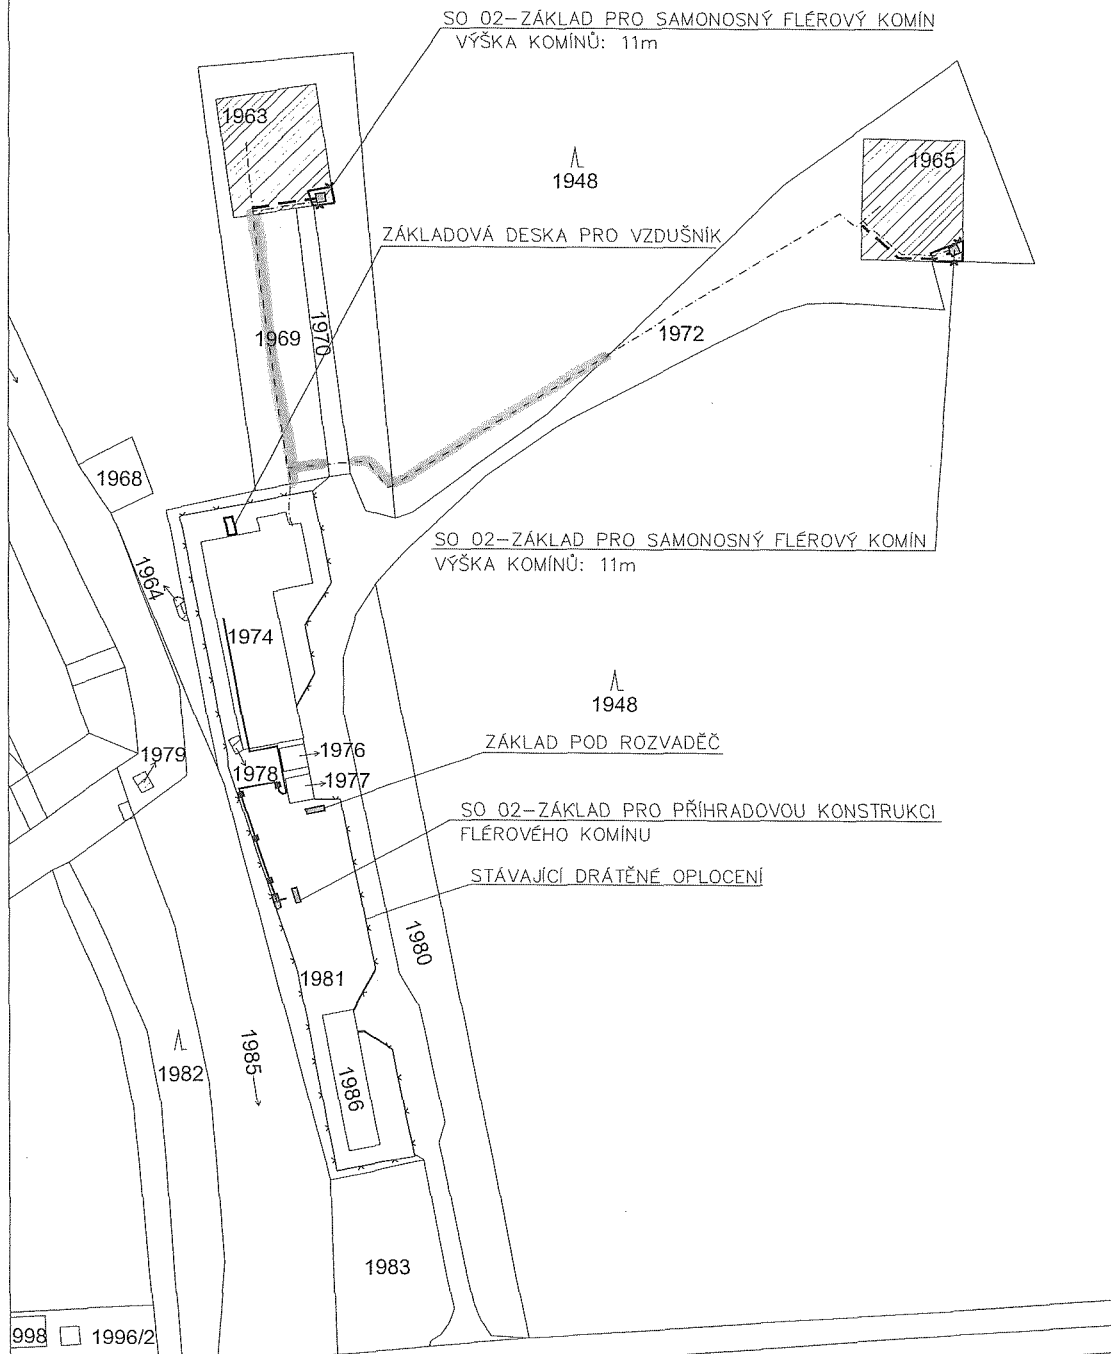 SO 02-ZÁKLAD PRO SAMONOSNÝ FLÉROVÝ KOMÍN
VÝŠKA KOMÍNŮ: 11m
1963
1965
1948
ZÁKLADOVÁ DESKA PRO VZDUŠNÍK
1969
1970
1972
1968
SO 02-ZÁKLAD PRO SAMONOSNÝ FLÉROVÝ KOMÍN
VÝŠKA KOMÍNŮ: 11m
1964
1974
1948
ZÁKLAD POD ROZVADĚČ
1979
1976
1978
1977
SO 02-ZÁKLAD PRO PŘÍHRADOVOU KONSTRUKCI
FLÉROVÉHO KOMÍNU
STÁVAJÍCÍ DRÁTĚNÉ OPLOCENÍ
1980
1981
1985
1982
1986
1983
998
1996/2